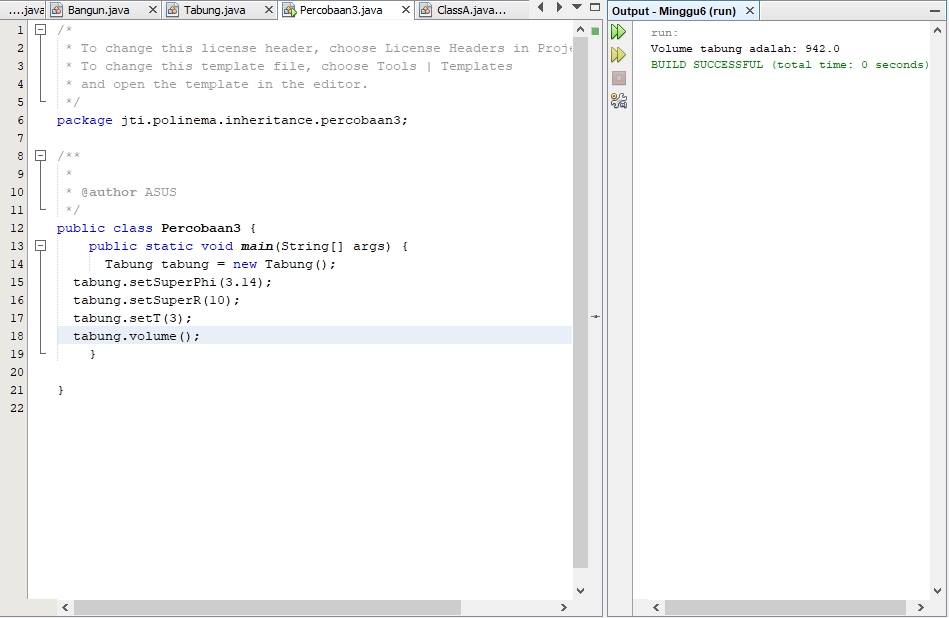 ....java Bangun.java Tabung.java Percobaan3.java ClassA.java...
1 /*
2 * To change this license header, choose License Headers in Proje
3 * To change this template file, choose Tools | Templates
4 * and open the template in the editor.
5 */
6 package jti.polinema.inheritance.percobaan3;
7
8 /**
9 *
10 * @author ASUS
11 */
12 public class Percobaan3 {
13 public static void main(String[] args) {
14 Tabung tabung = new Tabung();
15 tabung.setSuperPhi(3.14);
16 tabung.setSuperR(10);
17 tabung.setT(3);
18 tabung.volume();
19 }
20
21 }
22
Output - Minggu6 (run)
run:
Volume tabung adalah: 942.0
BUILD SUCCESSFUL (total time: 0 seconds)